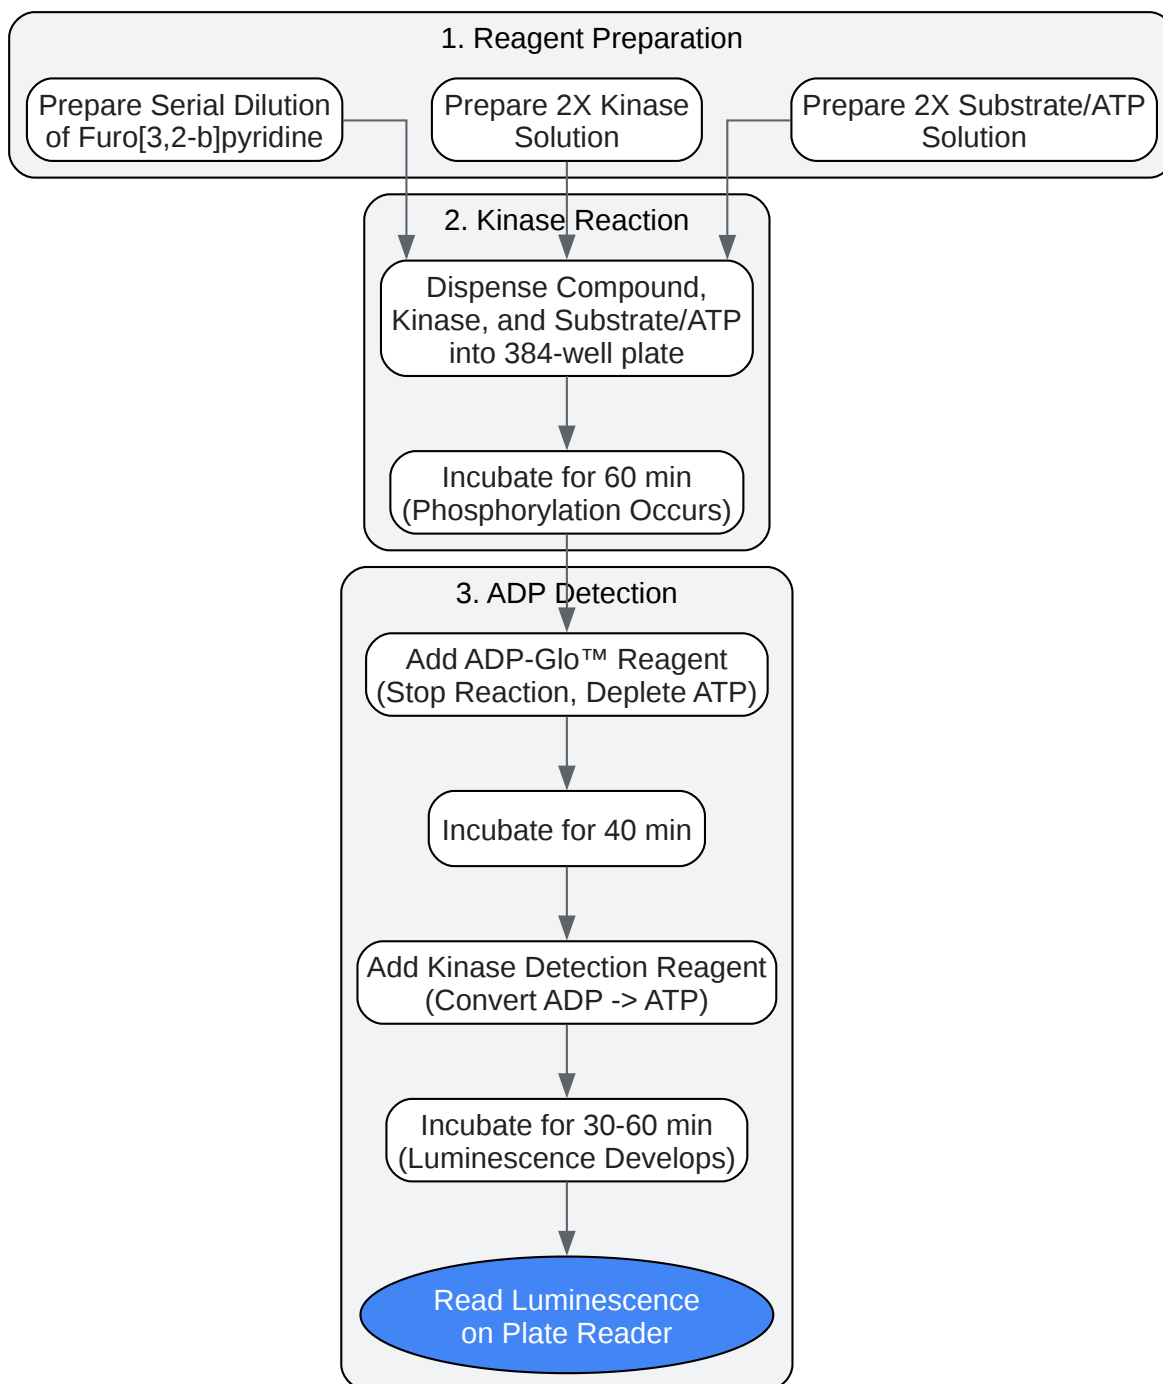 1. Reagent Preparation
Prepare Serial Dilution
of Furo[3,2-b]pyridine
Prepare 2X Kinase
Solution
Prepare 2X Substrate/ATP
Solution
2. Kinase Reaction
Dispense Compound,
Kinase, and Substrate/ATP
into 384-well plate
Incubate for 60 min
(Phosphorylation Occurs)
3. ADP Detection
Add ADP-Glo™ Reagent
(Stop Reaction, Deplete ATP)
Incubate for 40 min
Add Kinase Detection Reagent
(Convert ADP -> ATP)
Incubate for 30-60 min
(Luminescence Develops)
Read Luminescence
on Plate Reader